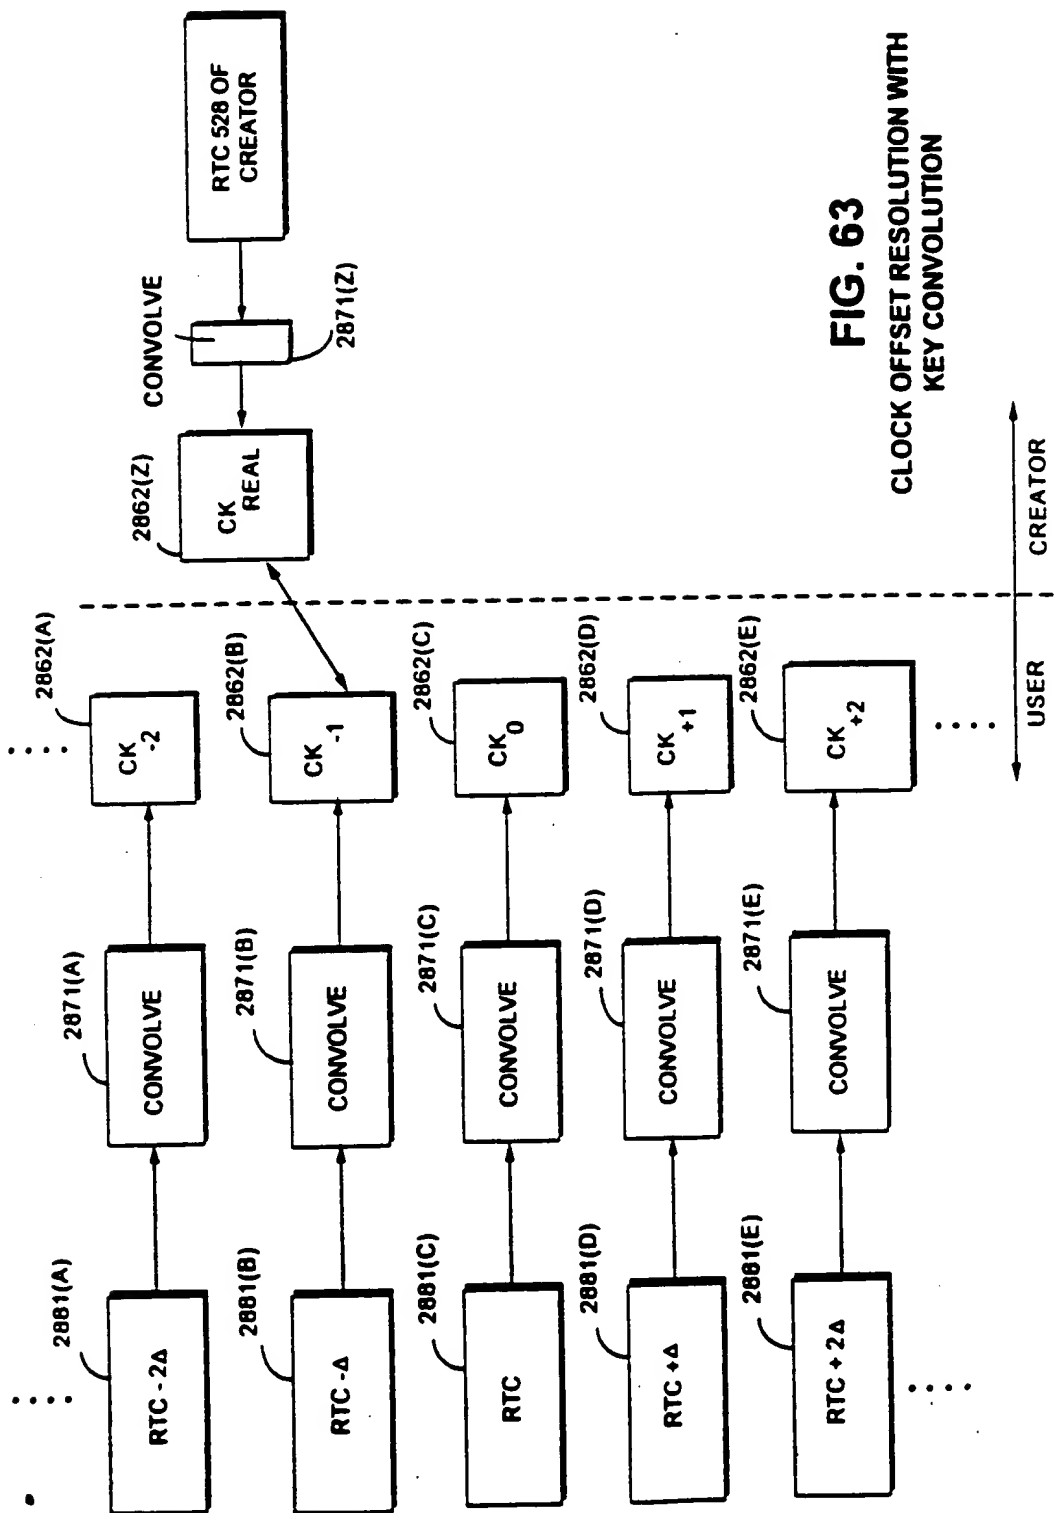 2881(A)
RTC - 2Δ
2871(A)
CONVOLVE
2862(A)
CK -2
2881(B)
RTC -Δ
2871(B)
CONVOLVE
2862(B)
CK -1
2881(C)
RTC
2871(C)
CONVOLVE
2862(C)
CK 0
2881(D)
RTC +Δ
2871(D)
CONVOLVE
2862(D)
CK +1
2881(E)
RTC + 2Δ
2871(E)
CONVOLVE
2862(E)
CK +2
2862(Z)
CK REAL
CONVOLVE
2871(Z)
RTC 528 OF
CREATOR
USER
CREATOR
FIG. 63
CLOCK OFFSET RESOLUTION WITH
KEY CONVOLUTION